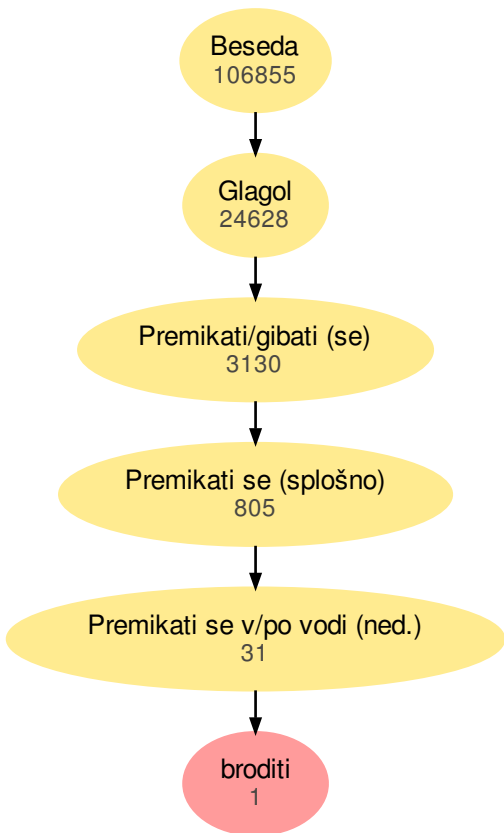 Beseda
106855
Glagol
24628
Premikati/gibati (se)
3130
Premikati se (splošno)
805
Premikati se v/po vodi (ned.)
31
broditi
1